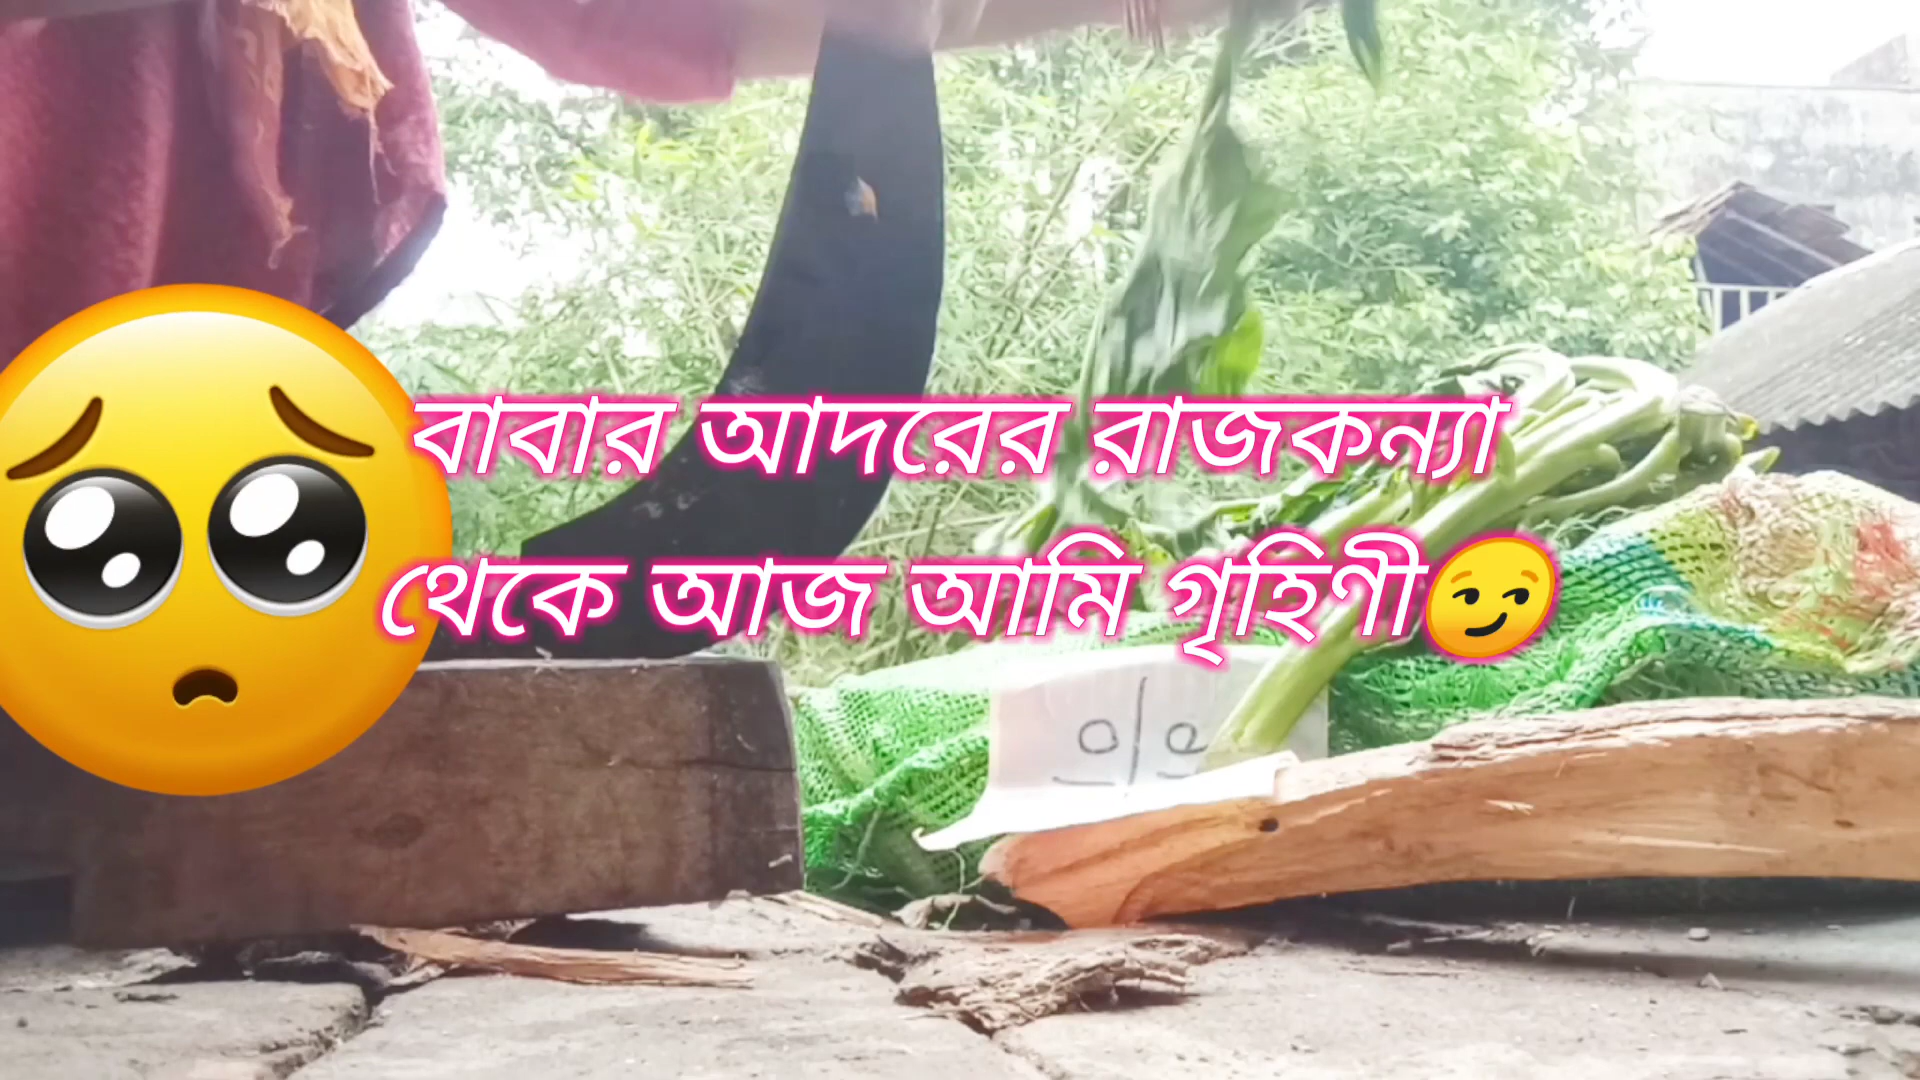 বাবার আদরের রাজকন্যা
থেকে আজ আমি গৃহিণী😏